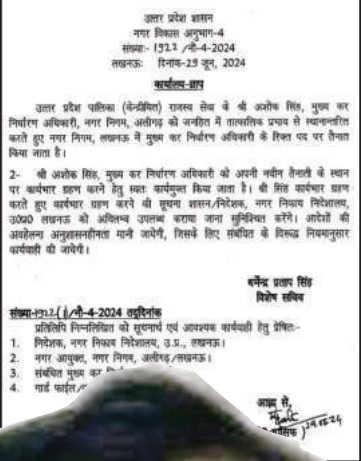 उत्तर प्रदेश शासन
नगर विकास अनुभाग-4
संख्याः- 1922 /नौ-4-2024
लखनऊः दिनांक-29 जून, 2024
कार्यालय-ज्ञाप
उत्तर प्रदेश पालिका (केन्द्रीयित) राजस्व सेवा के श्री अशोक सिंह, मुख्य कर
निर्धारण अधिकारी, नगर निगम, अलीगढ़ को जनहित में तात्कालिक प्रभाव से स्थानान्तरित
करते हुए नगर निगम, लखनऊ में मुख्य कर निर्धारण अधिकारी के रिक्त पद पर तैनात
किया जाता है।
2- श्री अशोक सिंह, मुख्य कर निर्धारण अधिकारी को अपनी नवीन तैनाती के स्थान
पर कार्यभार ग्रहण करने हेतु स्वतः कार्यमुक्त किया जाता है। श्री सिंह कार्यभार ग्रहण
करते हुए कार्यभार ग्रहण करने की सूचना शासन/निदेशक, नगर निकाय निदेशालय,
उ0प्र0 लखनऊ को अविलम्ब उपलब्ध कराया जाना सुनिश्चित करेंगे। आदेशों की
अवहेलना अनुशासनहीनता मानी जायेगी, जिसके लिए संबंधित के विरूद्ध नियमानुसार
कार्यवाही की जायेगी।
धर्मेन्द्र प्रताप सिंह
विशेष सचिव
संख्या-1922(1)/नौ-4-2024 तद्दिनांक
प्रतिलिपि निम्नलिखित को सूचनार्थ एवं आवश्यक कार्यवाही हेतु प्रेषितः-
1. निदेशक, नगर निकाय निदेशालय, उ.प्र., लखनऊ।
2. नगर आयुक्त, नगर निगम, अलीगढ़/लखनऊ।
3. संबंधित मुख्य कर
4. गार्ड फाईल/
आज्ञा से,
29.06.24